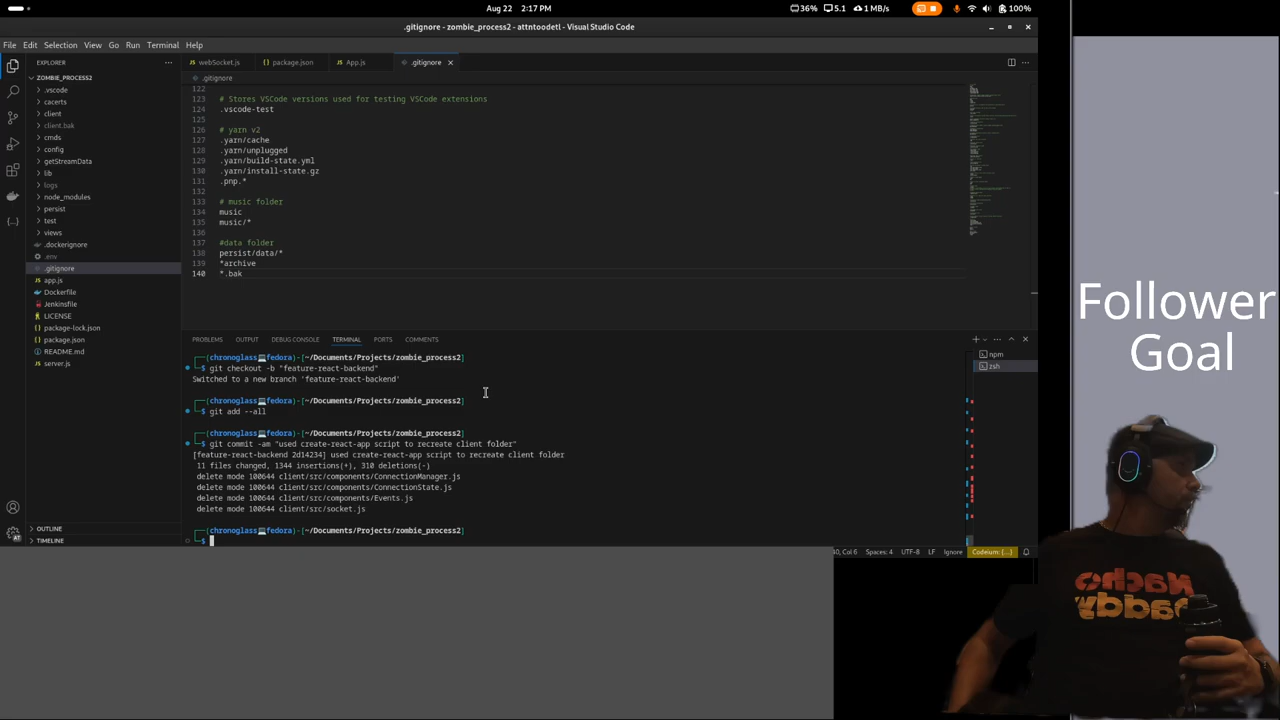 Aug 22 2:17 PM
36% 5.1 1 MB/s 100%
.gitignore - zombie_process2 - attntoodetl - Visual Studio Code
File Edit Selection View Go Run Terminal Help
EXPLORER
webSocket.js package.json App.js .gitignore
ZOMBIE_PROCESS2
.gitignore
.vscode
cacerts
client
client.bak
cmds
config
getStreamData
lib
logs
node_modules
persist
test
views
.dockerignore
.env
.gitignore
app.js
Dockerfile
Jenkinsfile
LICENSE
package-lock.json
package.json
README.md
server.js
OUTLINE
TIMELINE
122
123 # Stores VSCode versions used for testing VSCode extensions
124 .vscode-test
125
126 # yarn v2
127 .yarn/cache
128 .yarn/unplugged
129 .yarn/build-state.yml
130 .yarn/install-state.gz
131 .pnp.*
132
133 # music folder
134 music
135 music/*
136
137 #data folder
138 persist/data/*
139 *archive
140 *.bak
PROBLEMS OUTPUT DEBUG CONSOLE TERMINAL PORTS COMMENTS
npm
zsh
(chronoglass💻fedora)-[~/Documents/Projects/zombie_process2]
$ git checkout -b "feature-react-backend"
Switched to a new branch 'feature-react-backend'
(chronoglass💻fedora)-[~/Documents/Projects/zombie_process2]
$ git add --all
(chronoglass💻fedora)-[~/Documents/Projects/zombie_process2]
$ git commit -am "used create-react-app script to recreate client folder"
[feature-react-backend 2d14234] used create-react-app script to recreate client folder
11 files changed, 1344 insertions(+), 310 deletions(-)
delete mode 100644 client/src/components/ConnectionManager.js
delete mode 100644 client/src/components/ConnectionState.js
delete mode 100644 client/src/components/Events.js
delete mode 100644 client/src/socket.js
(chronoglass💻fedora)-[~/Documents/Projects/zombie_process2]
$
40, Col 6 Spaces: 4 UTF-8 LF Ignore Codeium: {...}
AT
Follower
Goal
Nacho
Daddy